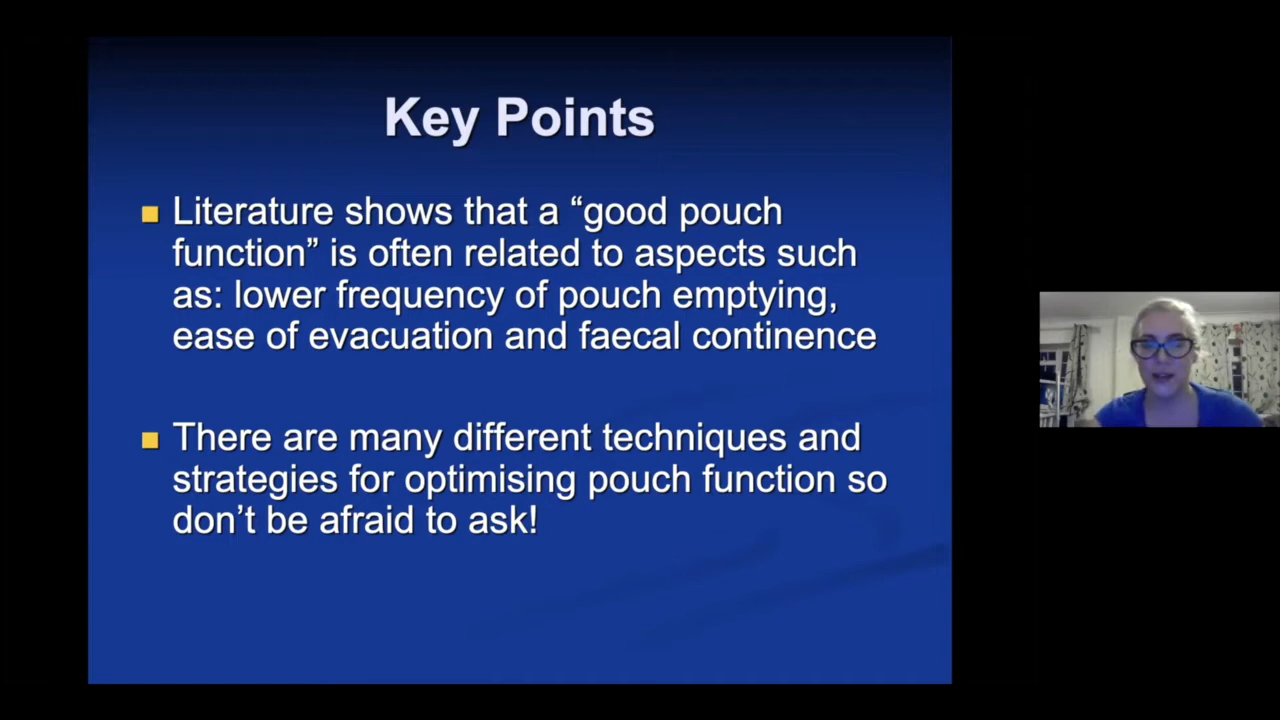 Key Points
Literature shows that a “good pouch
function” is often related to aspects such
as: lower frequency of pouch emptying,
ease of evacuation and faecal continence
There are many different techniques and
strategies for optimising pouch function so
don’t be afraid to ask!